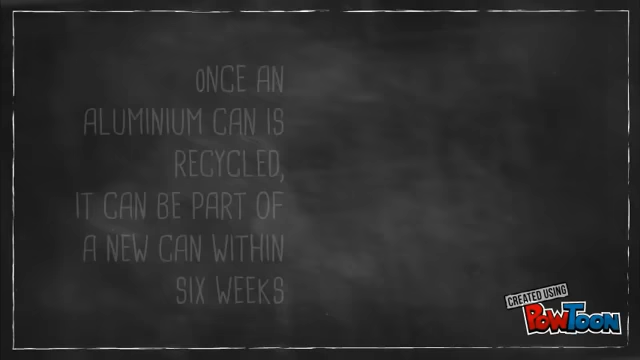 ONCE AN
ALUMINIUM CAN IS
RECYCLED,
IT CAN BE PART OF
A NEW CAN WITHIN
SIX WEEKS
CREATED USING
POWTOON